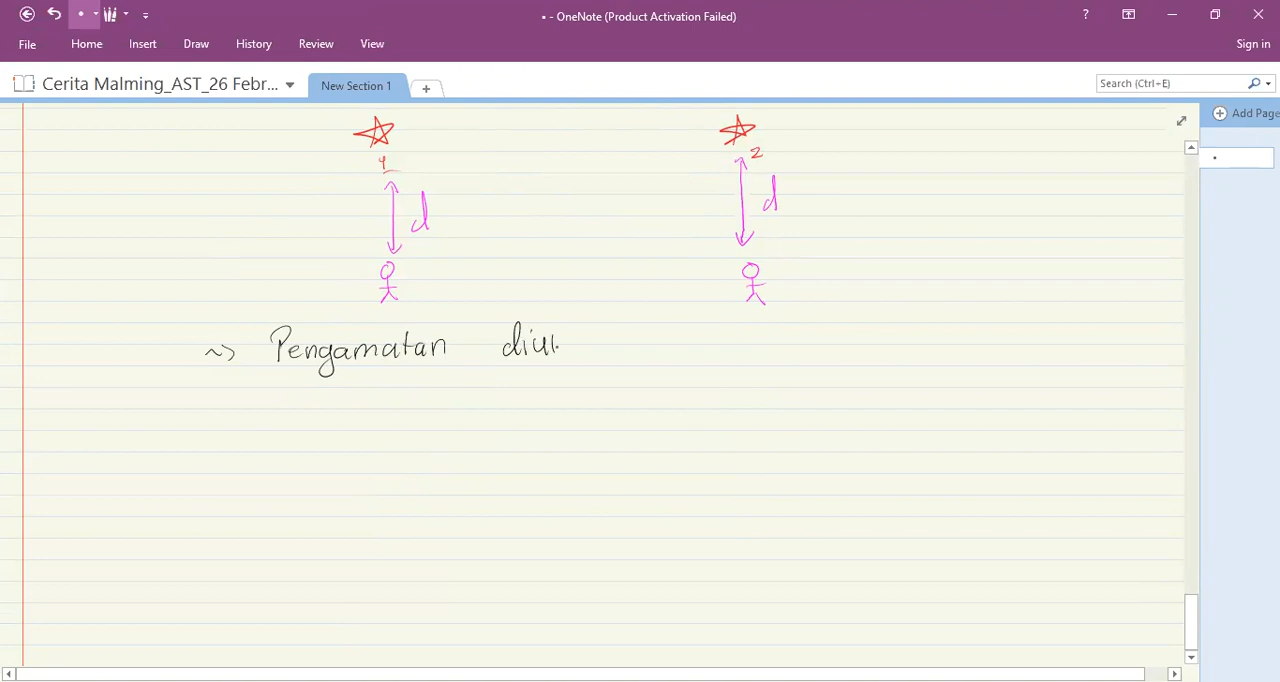 • - OneNote (Product Activation Failed)
?
File
Home
Insert
Draw
History
Review
View
Sign in
Cerita Malming_AST_26 Febr...
New Section 1
Search (Ctrl+E)
Add Page
1
2
d
d
~> Pengamatan